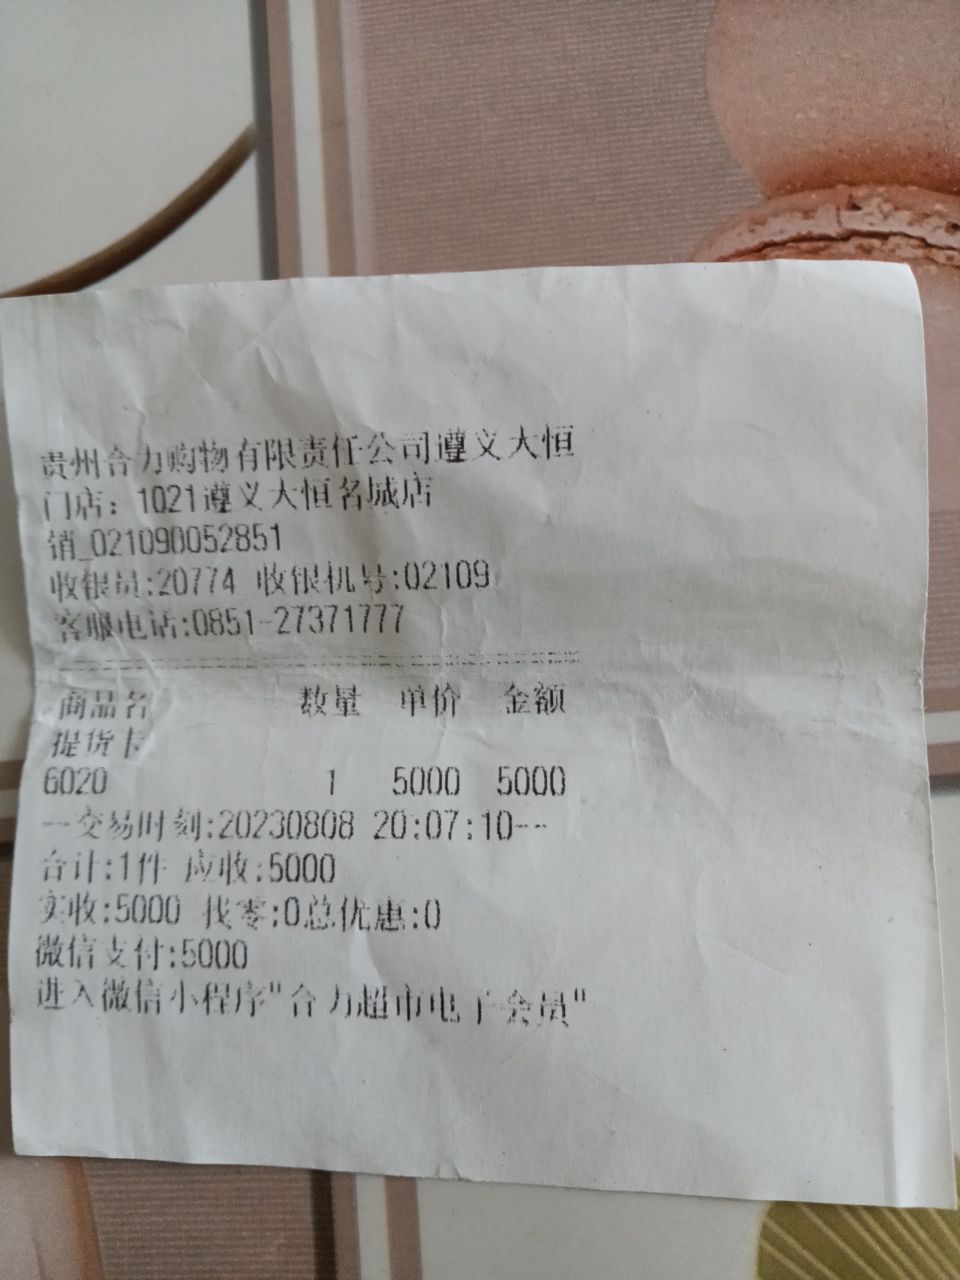 贵州合力购物有限责任公司遵义大恒
门店：1021遵义大恒名城店
销_021090052851
收银员:20774 收银机号:02109
客服电话:0851-27371777
商品名 数量 单价 金额
提货卡
6020 1 5000 5000
--交易时刻:20230808 20:07:10--
合计:1件 应收:5000
实收:5000 找零:0总优惠:0
微信支付:5000
进入微信小程序"合力超市电子会员"